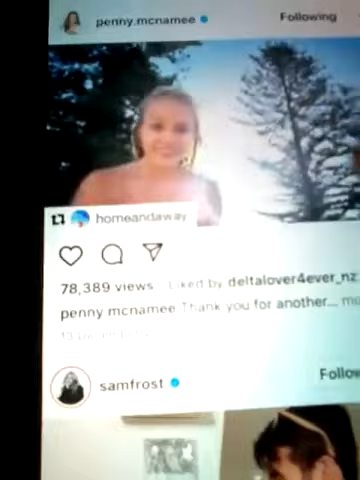 penny.mcnamee
Following
homeandaway
78,389 views Liked by deltalover4ever_nz
penny mcnamee Thank you for another...
samfrost
Follow